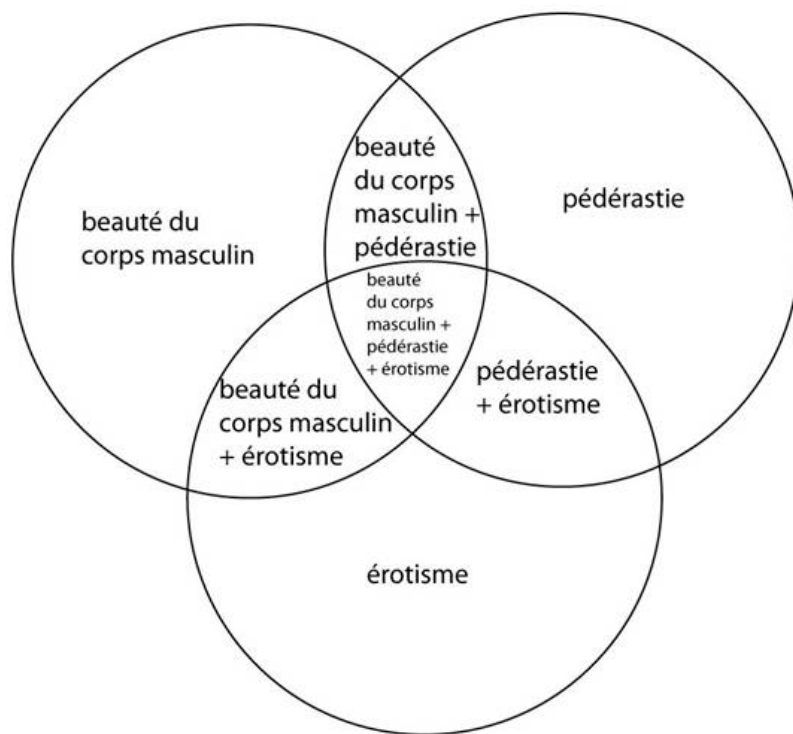 beauté
du corps
masculin +
pédérastie
pédérastie
beauté du
corps masculin
beauté
du corps
masculin +
pédérastie
+ érotisme
pédérastie
+ érotisme
beauté du
corps masculin
+ érotisme
érotisme